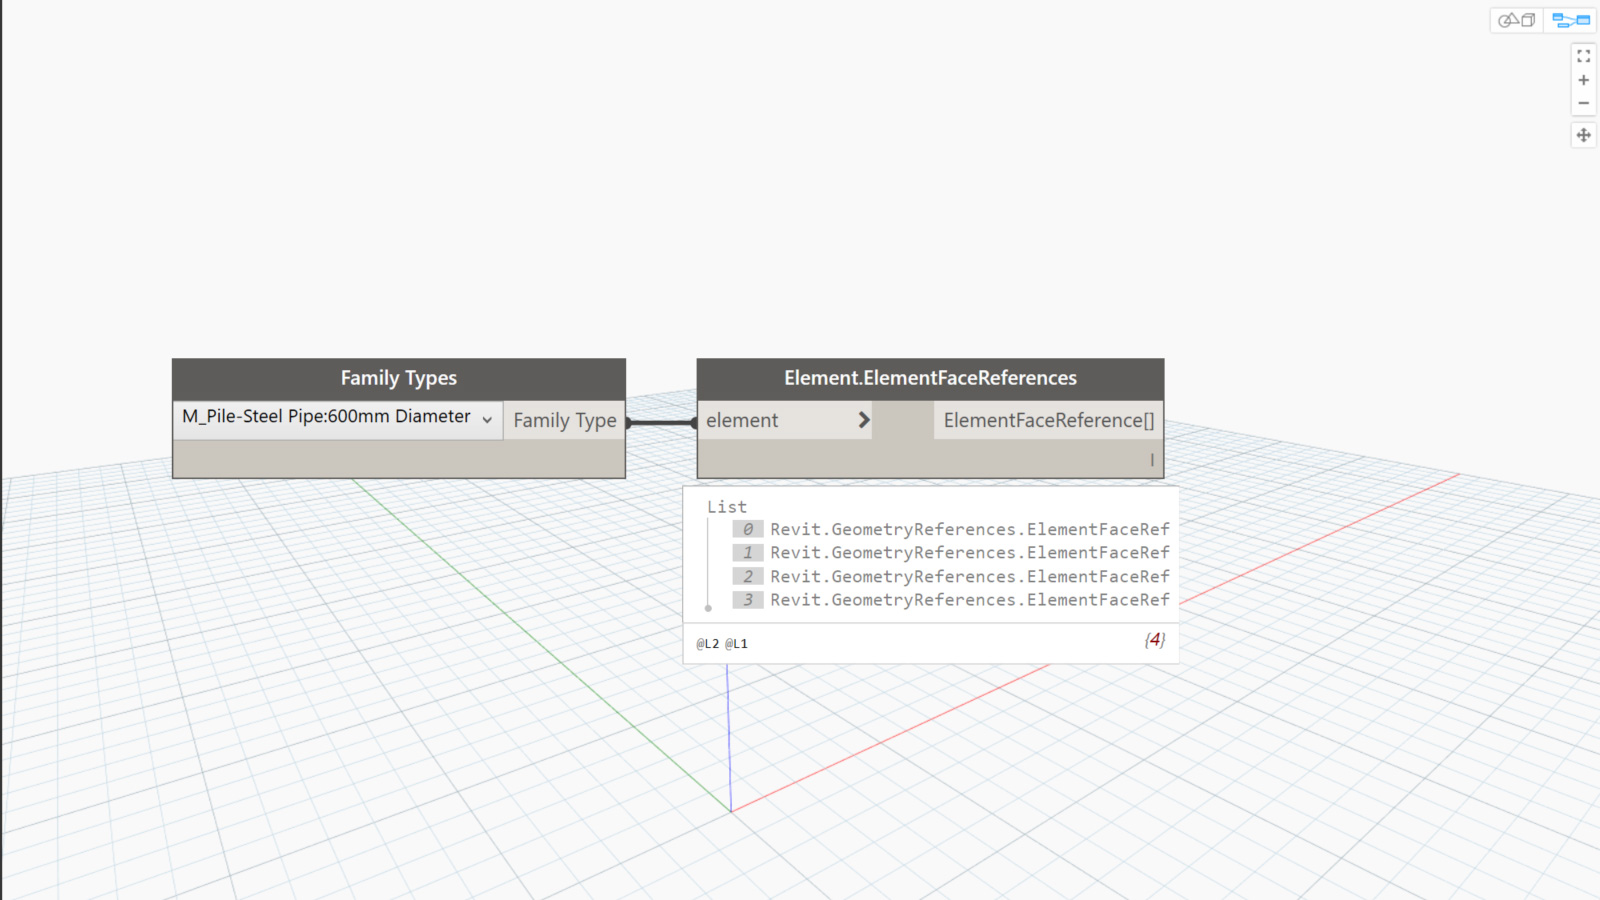 Family Types
M_Pile-Steel Pipe:600mm Diameter
Family Type
Element.ElementFaceReferences
element
ElementFaceReference[]
List
0 Revit.GeometryReferences.ElementFaceRef
1 Revit.GeometryReferences.ElementFaceRef
2 Revit.GeometryReferences.ElementFaceRef
3 Revit.GeometryReferences.ElementFaceRef
@L2 @L1
{4}